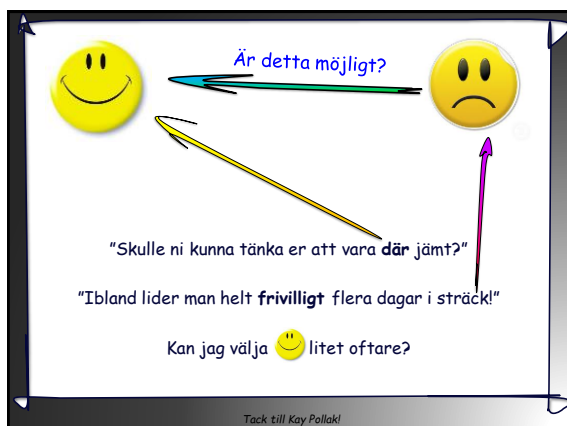 Är detta möjligt?
”Skulle ni kunna tänka er att vara där jämt?”
”Ibland lider man helt frivilligt flera dagar i sträck!”
Kan jag välja litet oftare?
Tack till Kay Pollak!